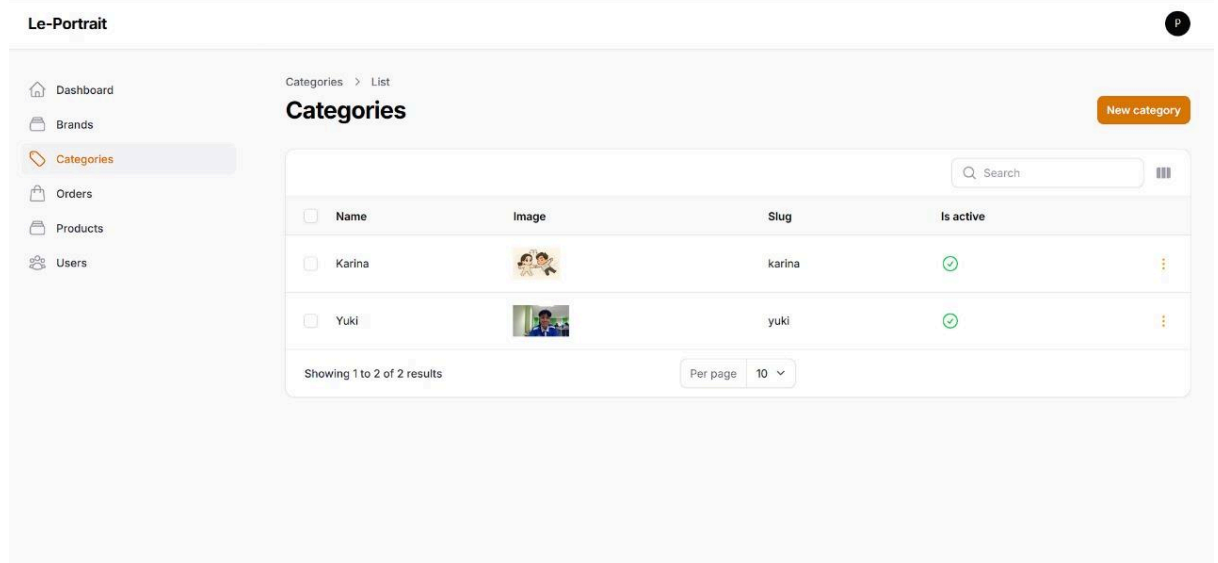 Le-Portrait
P
Dashboard
Brands
Categories
Orders
Products
Users
Categories > List
Categories
New category
Search
Name Image Slug Is active
Karina karina
Yuki yuki
Showing 1 to 2 of 2 results Per page 10